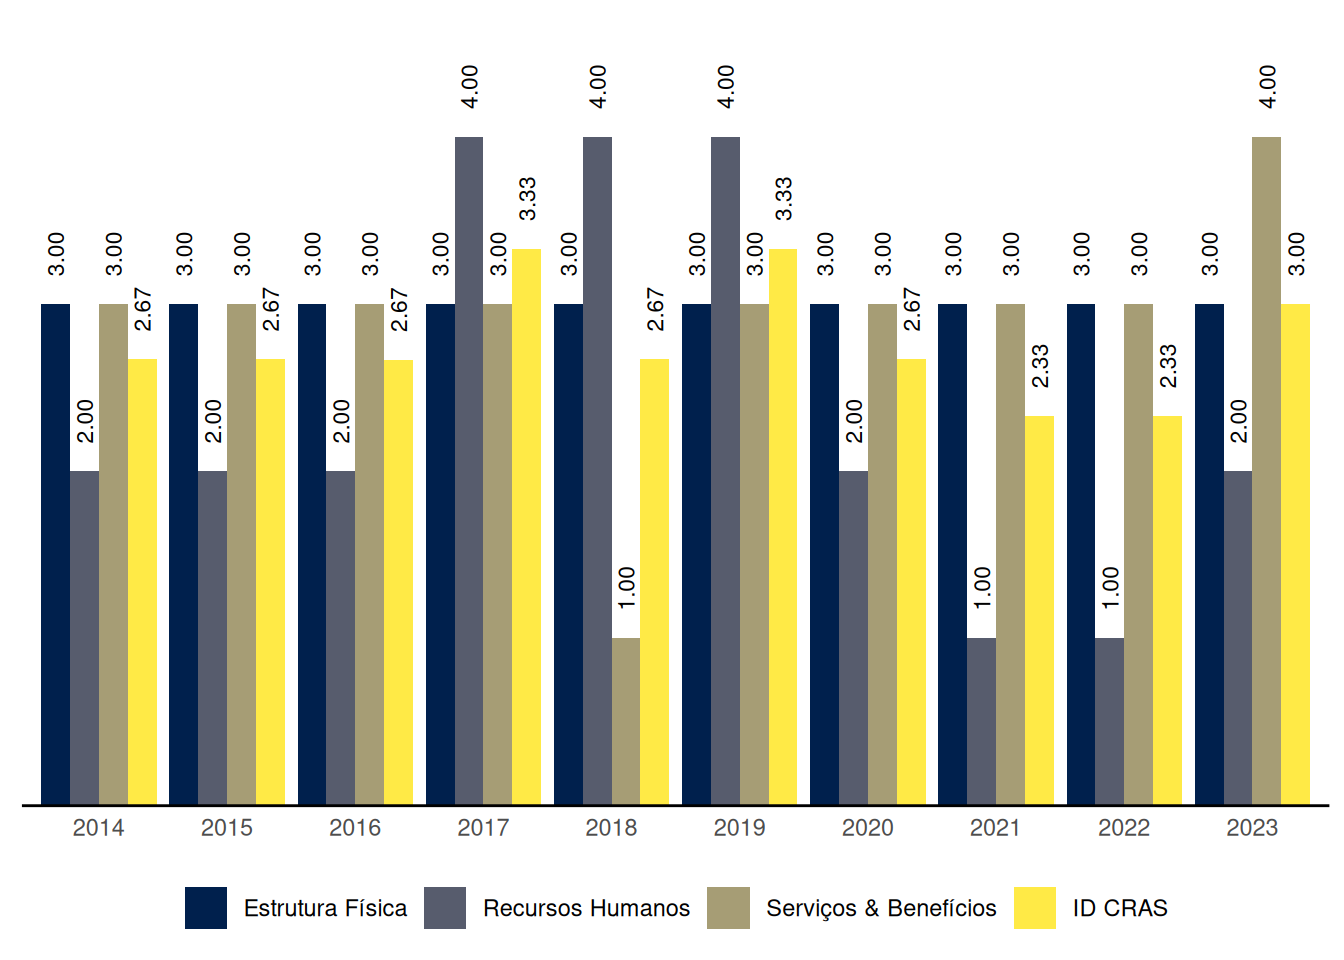 4.00 4.00 4.00 4.00
3.33 3.33
3.00 3.00 3.00 3.00 3.00 3.00 3.00 3.00 3.00 3.00 3.00 3.00 3.00 3.00 3.00 3.00 3.00 3.00 3.00
2.67 2.67 2.67 2.67 2.67
2.33 2.33
2.00 2.00 2.00 2.00 2.00
1.00 1.00 1.00
2014 2015 2016 2017 2018 2019 2020 2021 2022 2023
Estrutura Física Recursos Humanos Serviços & Benefícios ID CRAS